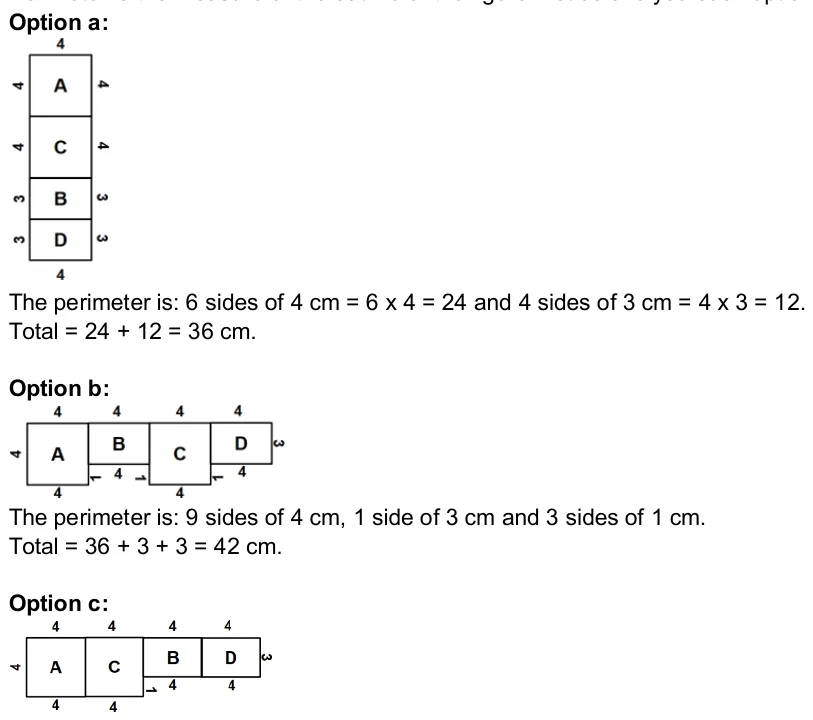 Option a:
4
4 A 4
4 C 4
3 B 3
3 D 3
4
The perimeter is: 6 sides of 4 cm = 6 x 4 = 24 and 4 sides of 3 cm = 4 x 3 = 12.
Total = 24 + 12 = 36 cm.
Option b:
4 4 4 4
4 A B C D 3
1 4 1 1 4
4 4
The perimeter is: 9 sides of 4 cm, 1 side of 3 cm and 3 sides of 1 cm.
Total = 36 + 3 + 3 = 42 cm.
Option c:
4 4 4 4
4 A C B D 3
1 4 4
4 4